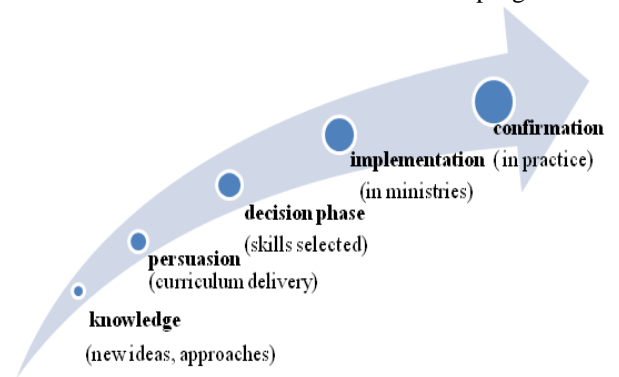 knowledge
(new ideas, approaches)
persuasion
(curriculum delivery)
decision phase
(skills selected)
implementation
(in ministries)
confirmation
(in practice)